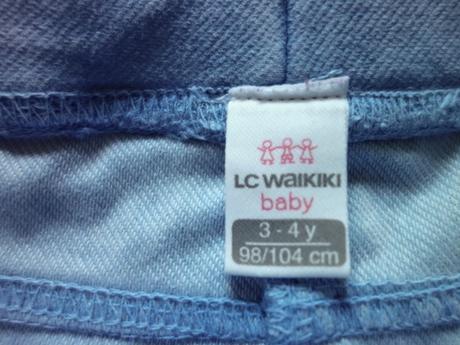 LC WAIKIKI
baby
3 - 4 y
98/104 cm